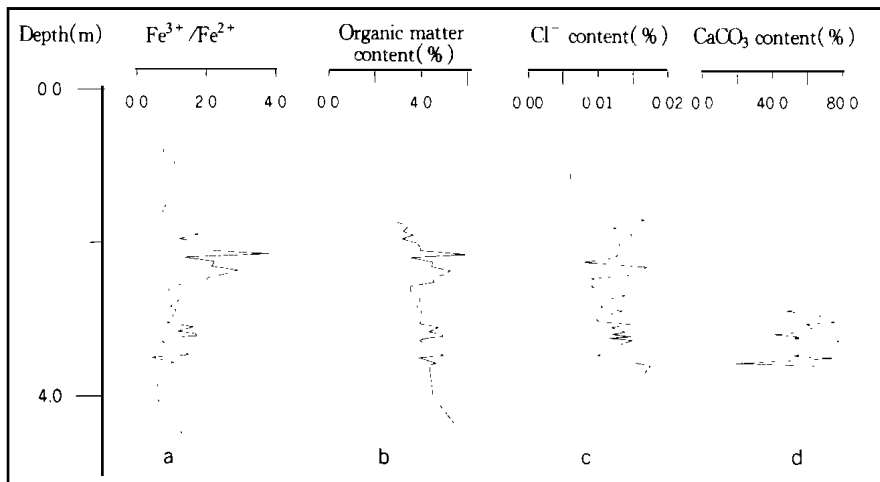 Depth(m)
Fe³⁺/Fe²⁺
Organic matter
content(%)
Cl⁻ content(%)
CaCO₃ content(%)
0 0
0 0 2 0 4 0
0 0 4 0
0 00 0 01 0 02
0 0 40 0 80 0
4.0
a b c d